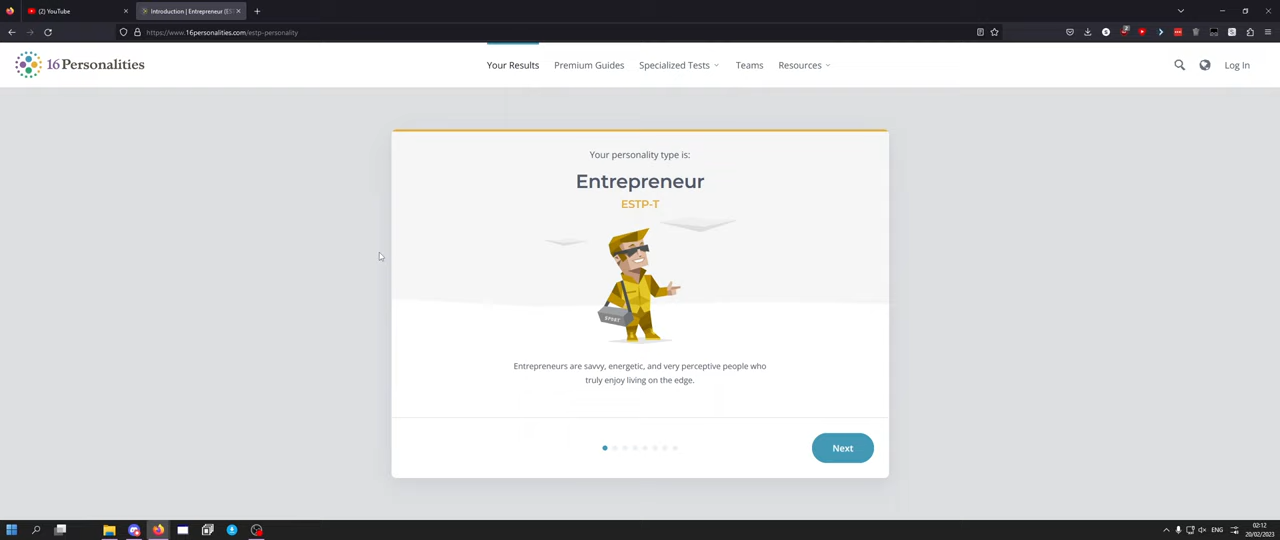 (2) YouTube
Introduction | Entrepreneur (EST
https://www.16personalities.com/estp-personality
16Personalities
Your Results
Premium Guides
Specialized Tests
Teams
Resources
Log In
Your personality type is:
Entrepreneur
ESTP-T
Entrepreneurs are savvy, energetic, and very perceptive people who
truly enjoy living on the edge.
Next
ENG
02:12
20/02/2023